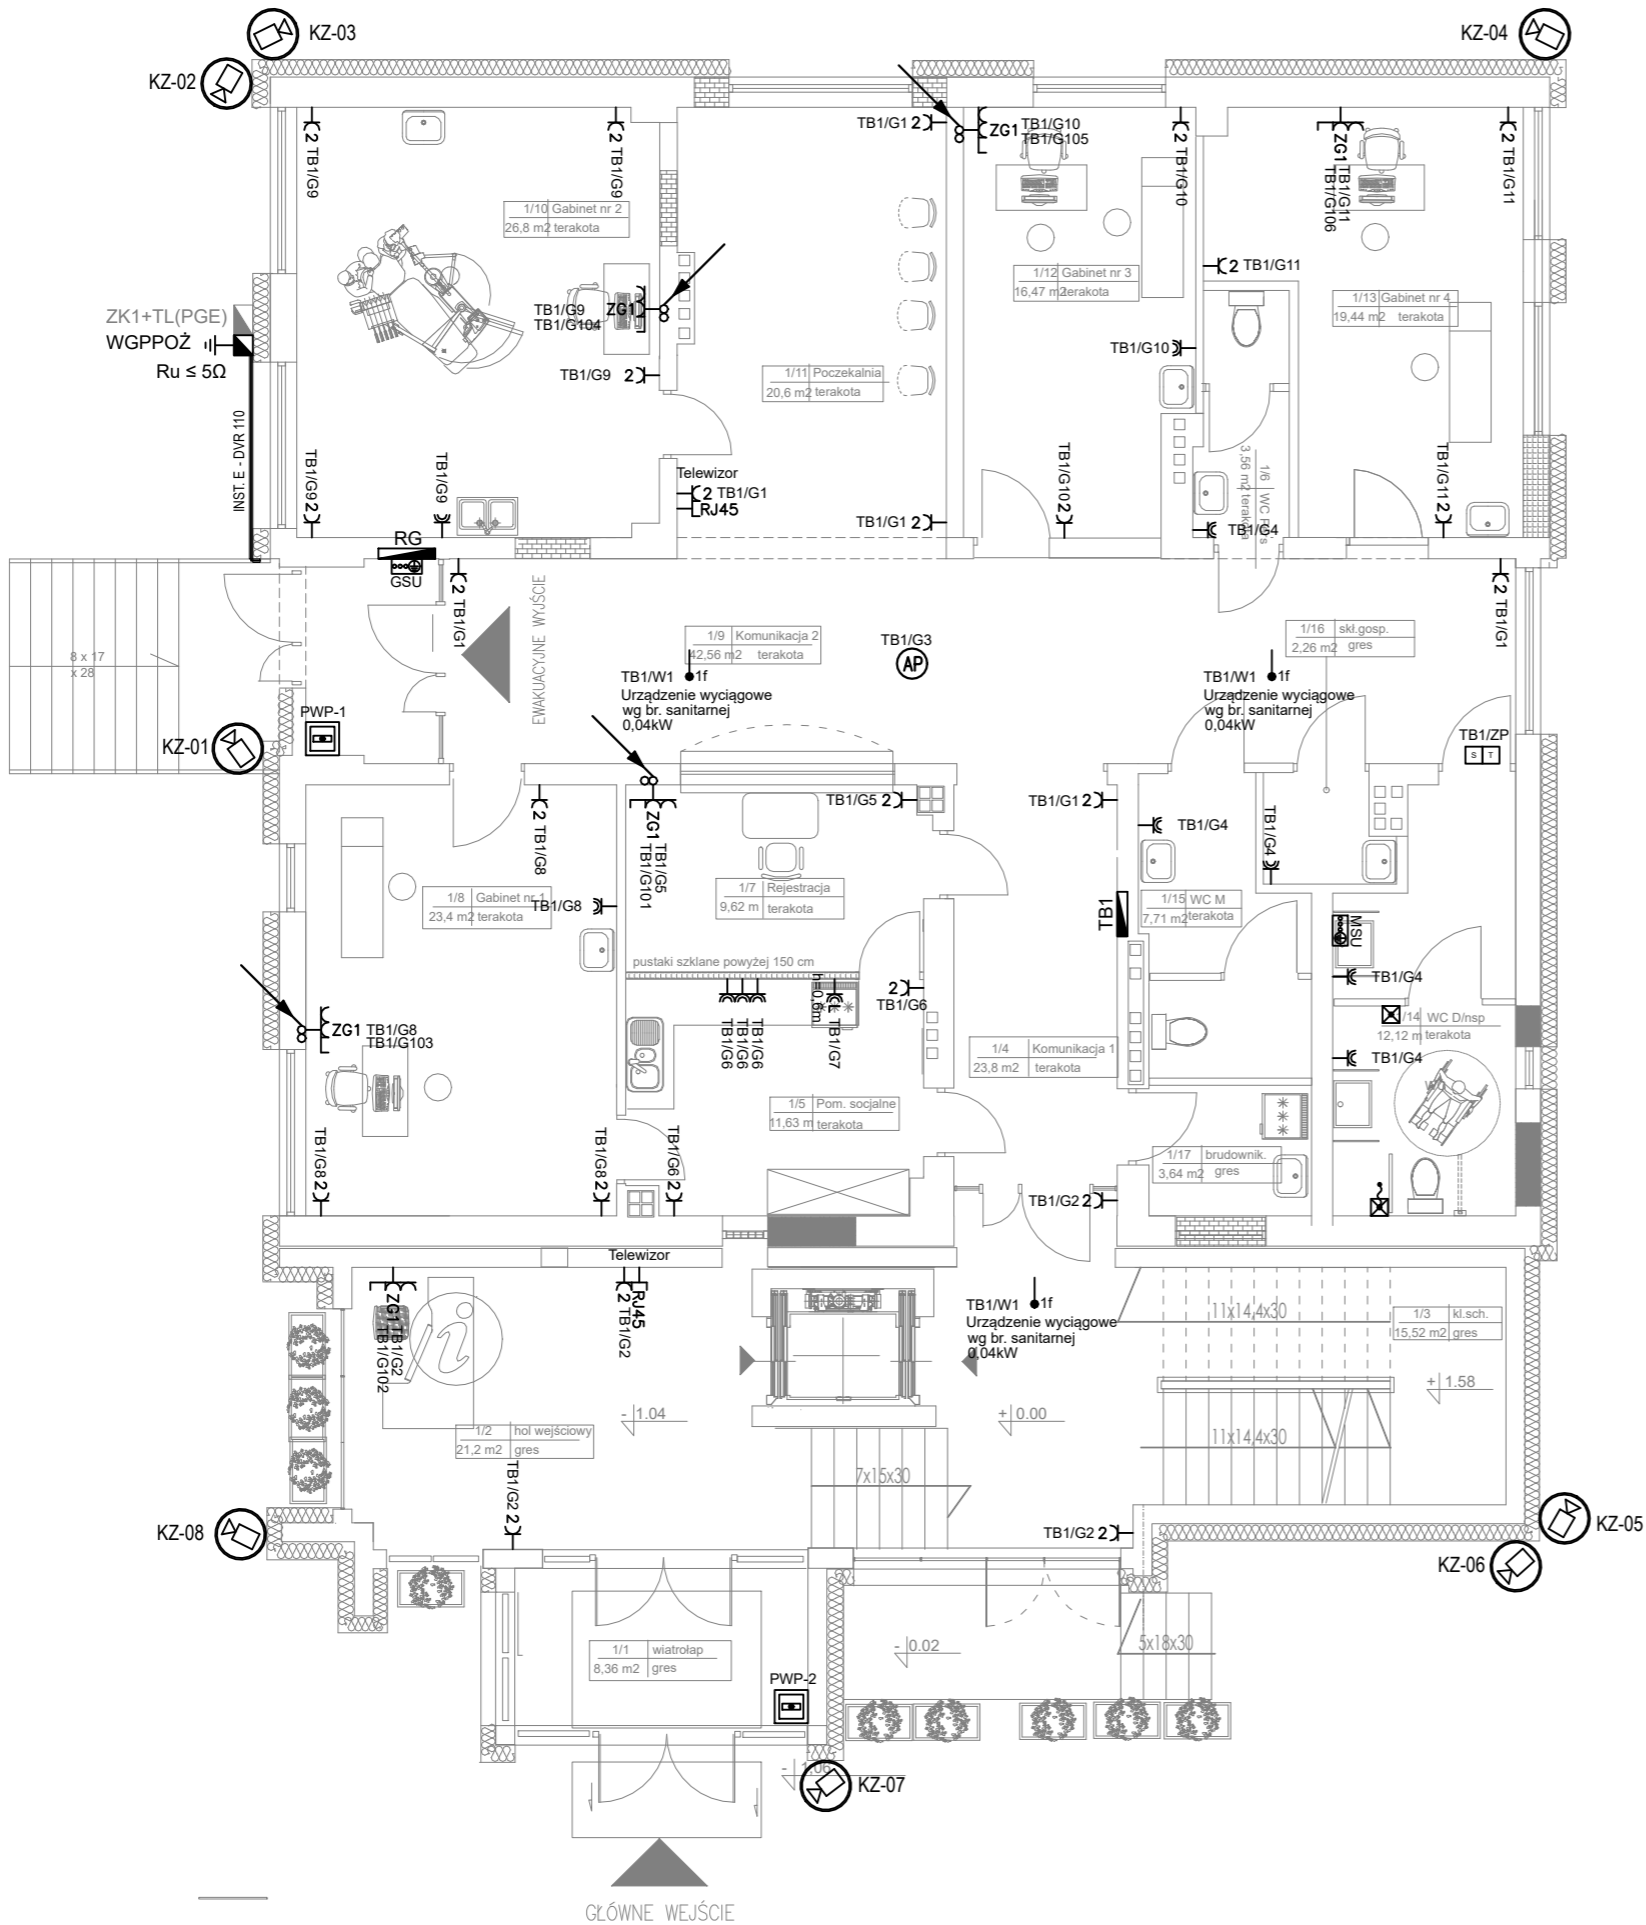 KZ-03
KZ-04
KZ-02
TB1/G1 2
ZG1 TB1/G10
TB1/G105
2 TB1/G9
2 TB1/G9
2 TB1/G10
ZG1 TB1/G11
TB1/G106
2 TB1/G11
1/10 Gabinet nr 2
26,8 m2 terakota
2 TB1/G11
1/12 Gabinet nr 3
16,47 m2 terakota
1/13 Gabinet nr 4
19,44 m2 terakota
ZK1+TL(PGE)
WGPPOŻ
Ru ≤ 5Ω
TB1/G9 ZG1
TB1/G104
TB1/G10
TB1/G9 2
1/11 Poczekalnia
20,6 m2 terakota
INST. E - DVR 110
TB1/G9 2
TB1/G9
Telewizor
2 TB1/G1
RJ45
TB1/G1 2
TB1/G10 2
1/6 WC
3,56 m2 terakota
TB1/G4
TB1/G11 2
RG
GSU
2 TB1/G1
EWAKUACYJNE WYJŚCIE
2 TB1/G1
8 x 17
x 28
1/9 Komunikacja 2
42,56 m2 terakota
TB1/G3
AP
1/16 skł.gosp.
2,26 m2 gres
TB1/W1 1f
Urządzenie wyciągowe
wg br. sanitarnej
0,04kW
TB1/W1 1f
Urządzenie wyciągowe
wg br. sanitarnej
0,04kW
PWP-1
KZ-01
TB1/ZP
S T
2 TB1/G8
ZG1 TB1/G5
TB1/G101
TB1/G5 2
TB1/G1 2
TB1/G4
TB1/G4
1/8 Gabinet nr 1
23,4 m2 terakota
TB1/G8
1/7 Rejestracja
9,62 m terakota
TB1
1/15 WC M
7,71 m2 terakota
MSU
pustaki szklane powyżej 150 cm
h=0,6m
2
TB1/G6
TB1/G4
TB1/G6
TB1/G6
TB1/G6
TB1/G7
ZG1 TB1/G8
TB1/G103
1/4 Komunikacja 1
23,8 m2 terakota
/14 WC D/nsp
12,12 m terakota
TB1/G4
1/5 Pom. socjalne
11,63 m terakota
TB1/G8 2
TB1/G8 2
TB1/G6 2
1/17 brudownik.
3,64 m2 gres
TB1/G2 2
Telewizor
ZG1 TB1/G2
TB1/G102
2 TB1/G2
RJ45
TB1/W1 1f
Urządzenie wyciągowe
wg br. sanitarnej
0,04kW
11x14,4x30
1/3 kl.sch.
15,52 m2 gres
+ 1.58
- 1.04
+ 0.00
1/2 hol wejściowy
21,2 m2 gres
11x14,4x30
7x15x30
TB1/G2 2
TB1/G2 2
KZ-08
KZ-05
KZ-06
- 0.02
5x18x30
1/1 wiatrołap
8,36 m2 gres
PWP-2
- 1.06
KZ-07
GŁÓWNE WEJŚCIE